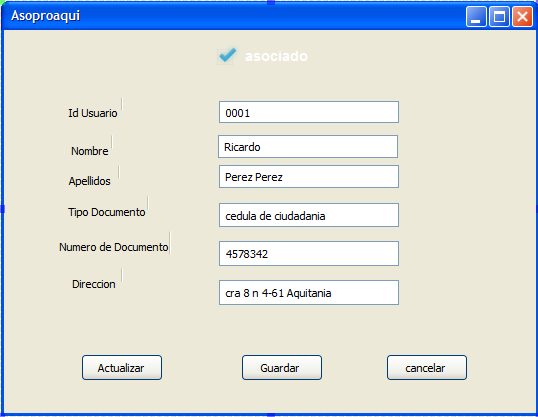 Asoproaqui
asociado
Id Usuario 0001
Nombre Ricardo
Apellidos Perez Perez
Tipo Documento cedula de ciudadania
Numero de Documento 4578342
Direccion cra 8 n 4-61 Aquitania
Actualizar Guardar cancelar